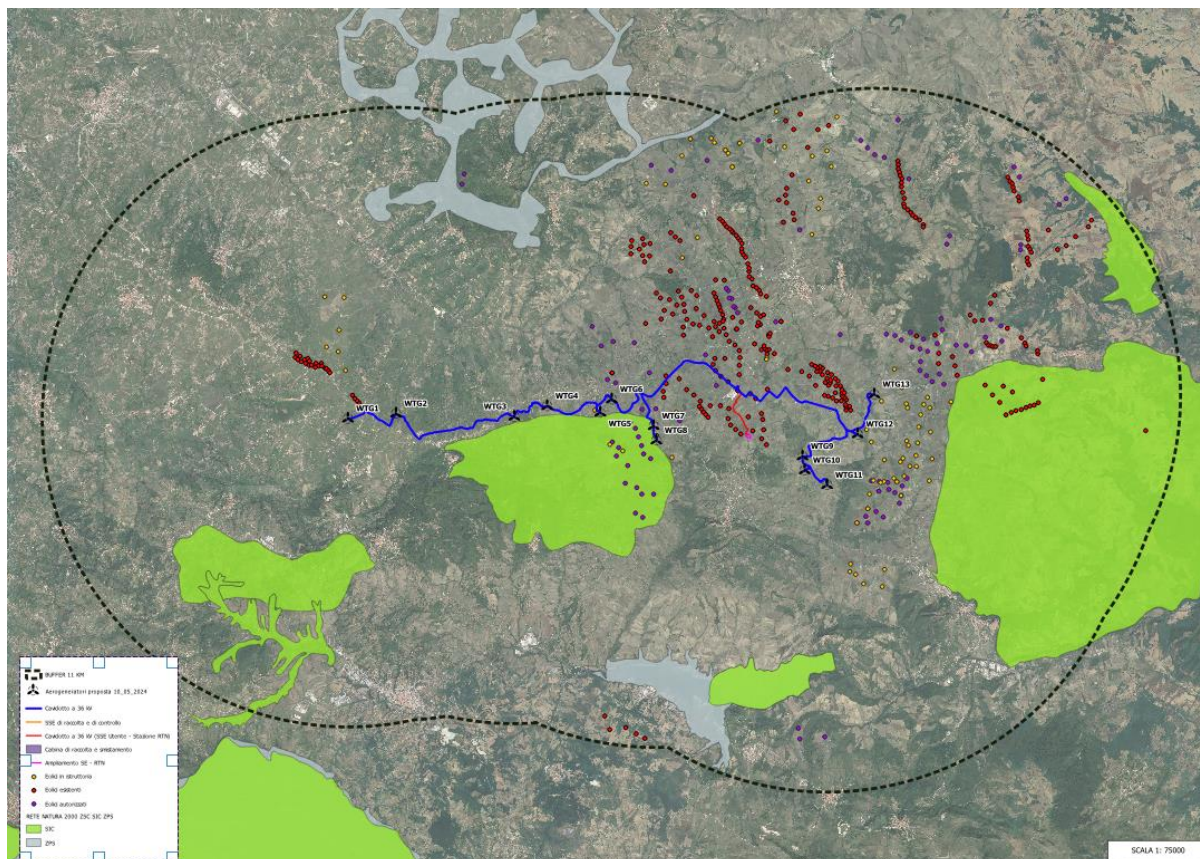 WTG13
WTG6
WTG4
WTG1
WTG2
WTG3
WTG7
WTG5
WTG12
WTG8
WTG9
WTG10
WTG11
BUFFER 11 KM
Aerogeneratori proposta 10_05_2024
Cavidotto a 36 kV
SSE di raccolta e di controllo
Cavidotto a 36 kV (SSE Utente - Stazione RTN)
Cabina di raccolta e smistamento
Ampliamento SE - RTN
Eolici in istruttoria
Eolici esistenti
Eolici autorizzati
RETE NATURA 2000 ZSC SIC ZPS
SIC
ZPS
SCALA 1: 75000